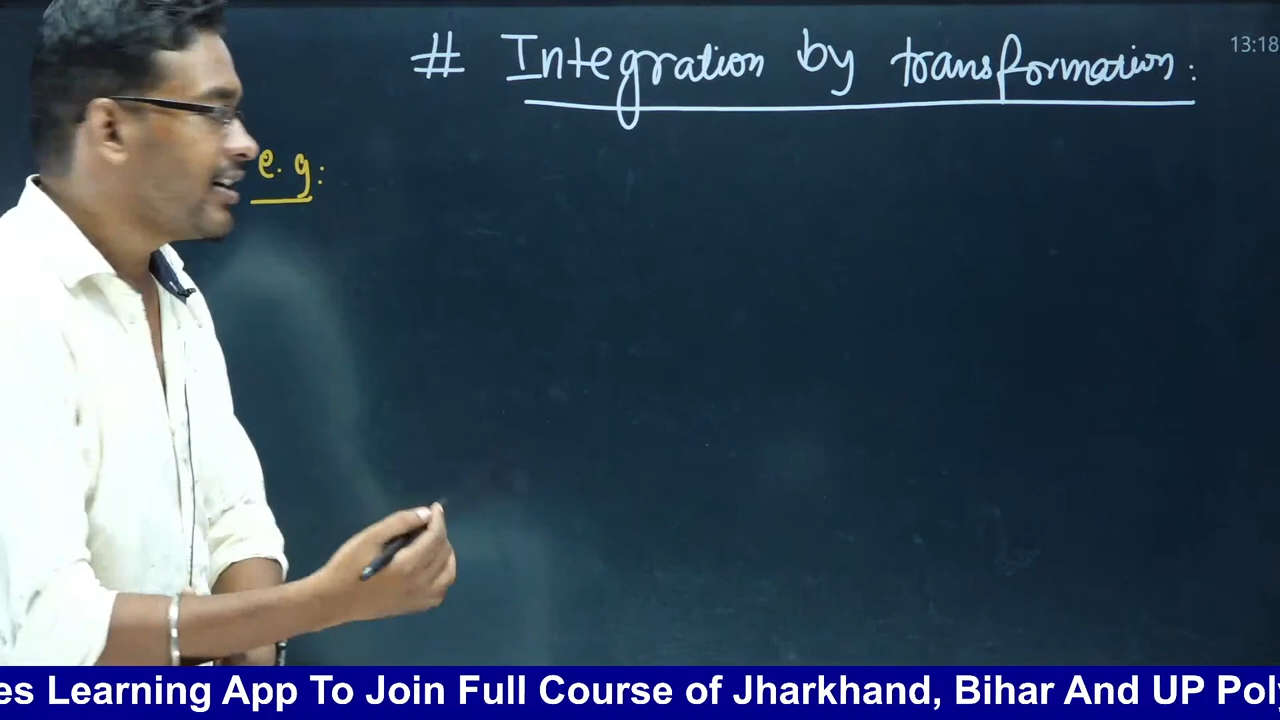 # Integration by transformation:
13:18
e.g:
es Learning App To Join Full Course of Jharkhand, Bihar And UP Poly